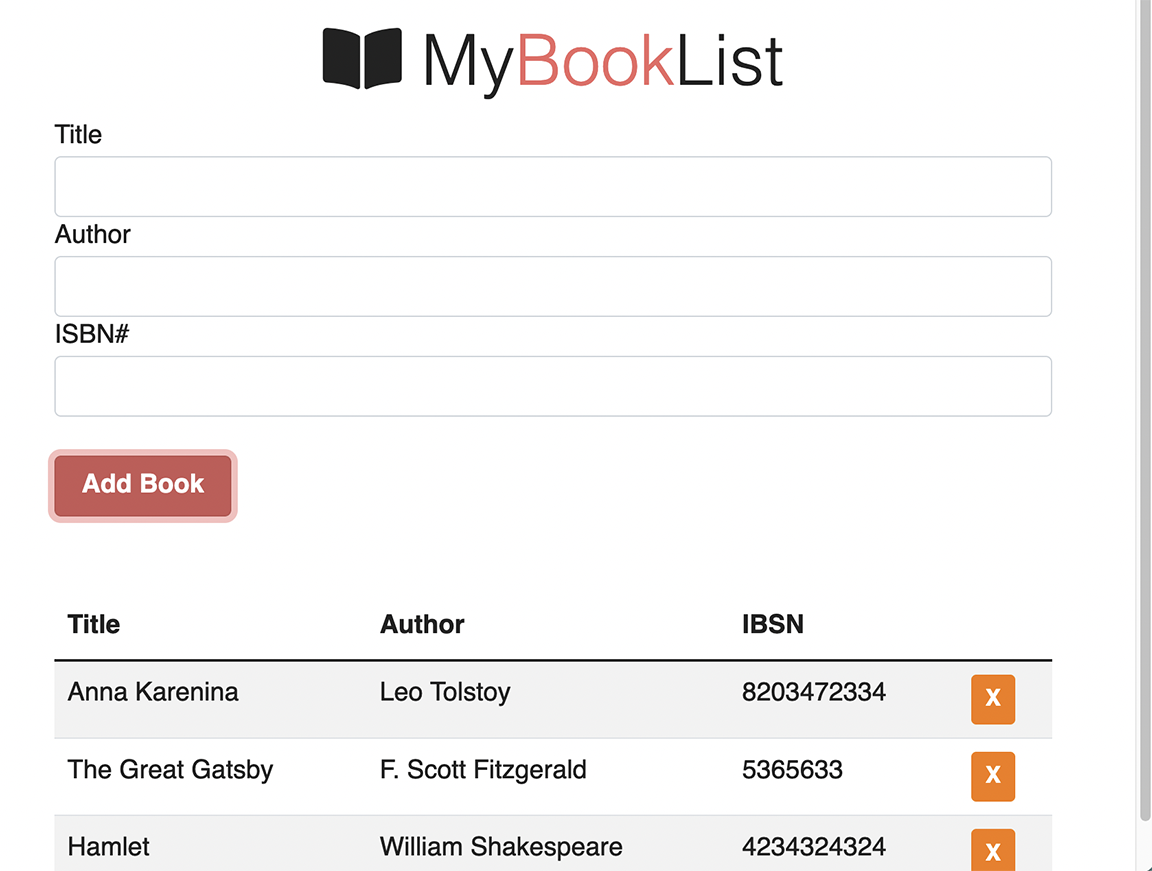 MyBookList
Title
Author
ISBN#
Add Book
Title Author IBSN
Anna Karenina Leo Tolstoy 8203472334 X
The Great Gatsby F. Scott Fitzgerald 5365633 X
Hamlet William Shakespeare 4234324324 X